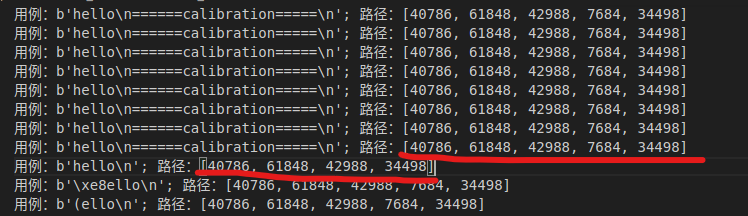 用例：b'hello\n======calibration=====\n'; 路径：[40786, 61848, 42988, 7684, 34498]
用例：b'hello\n======calibration=====\n'; 路径：[40786, 61848, 42988, 7684, 34498]
用例：b'hello\n======calibration=====\n'; 路径：[40786, 61848, 42988, 7684, 34498]
用例：b'hello\n======calibration=====\n'; 路径：[40786, 61848, 42988, 7684, 34498]
用例：b'hello\n======calibration=====\n'; 路径：[40786, 61848, 42988, 7684, 34498]
用例：b'hello\n======calibration=====\n'; 路径：[40786, 61848, 42988, 7684, 34498]
用例：b'hello\n======calibration=====\n'; 路径：[40786, 61848, 42988, 7684, 34498]
用例：b'hello\n======calibration=====\n'; 路径：[40786, 61848, 42988, 7684, 34498]
用例：b'hello\n'; 路径：[40786, 61848, 42988, 34498]
用例：b'\xe8ello\n'; 路径：[40786, 61848, 42988, 7684, 34498]
用例：b'(ello\n'; 路径：[40786, 61848, 42988, 7684, 34498]